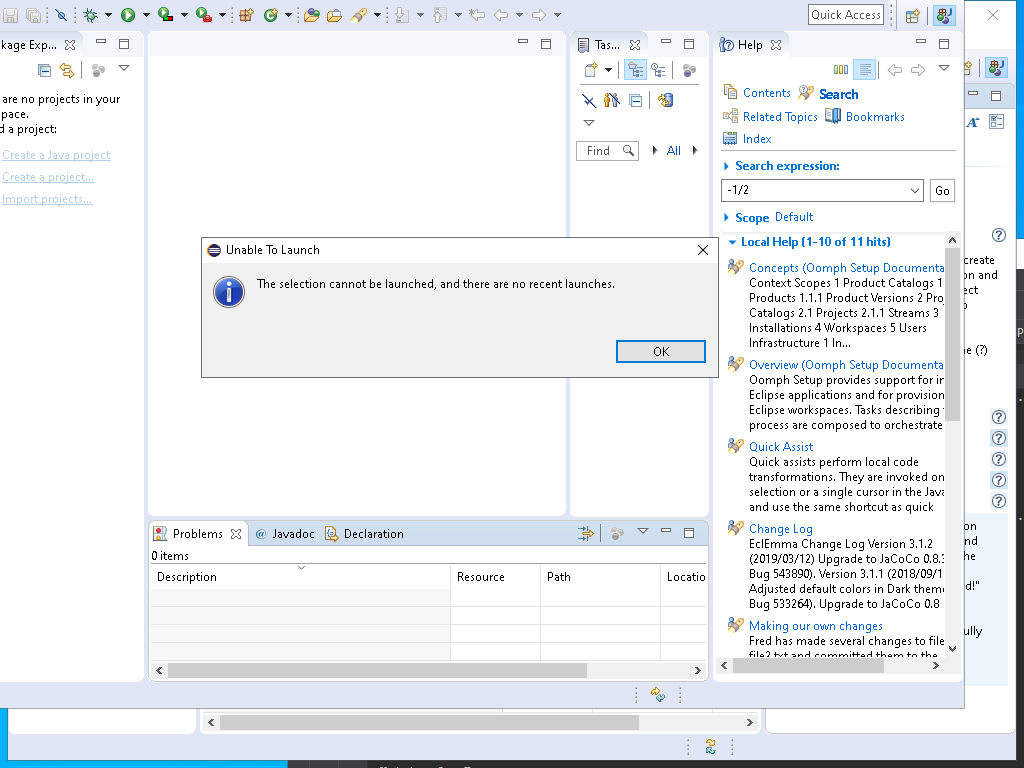 Quick Access
kage Exp...
are no projects in your
pace.
d a project:
Create a Java project
Create a project...
Import projects...
Tas...
Find
All
Help
Contents
Search
Related Topics
Bookmarks
Index
Search expression:
-1/2
Go
Scope Default
Local Help (1-10 of 11 hits)
Concepts (Oomph Setup Documenta
Context Scopes 1 Product Catalogs 1
Products 1.1.1 Product Versions 2 Pro
Catalogs 2.1 Projects 2.1.1 Streams 3
Installations 4 Workspaces 5 Users
Infrastructure 1 In...
Overview (Oomph Setup Documenta
Oomph Setup provides support for in
Eclipse applications and for provision
Eclipse workspaces. Tasks describing
process are composed to orchestrate
Quick Assist
Quick assists perform local code
transformations. They are invoked on
selection or a single cursor in the Java
and use the same shortcut as quick
Change Log
EclEmma Change Log Version 3.1.2
(2019/03/12) Upgrade to JaCoCo 0.8.3
Bug 543890). Version 3.1.1 (2018/09/1
Adjusted default colors in Dark theme
Bug 533264). Upgrade to JaCoCo 0.8
Making our own changes
Fred has made several changes to file
file2.txt and committed them to the
Unable To Launch
The selection cannot be launched, and there are no recent launches.
OK
Problems
@ Javadoc
Declaration
0 items
Description
Resource
Path
Locatio
create
on and
ect
e (?)
on
nd
the
d!"
ully